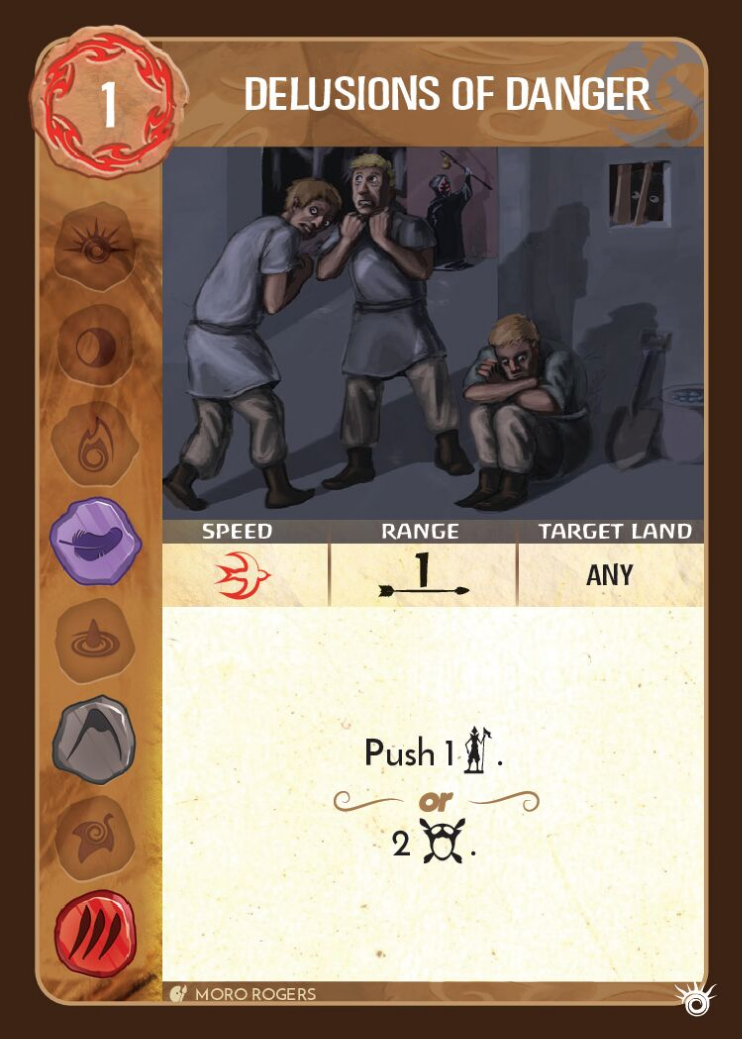 1
DELUSIONS OF DANGER
SPEED RANGE TARGET LAND
1 ANY
Push 1 .
or
2 .
MORO ROGERS